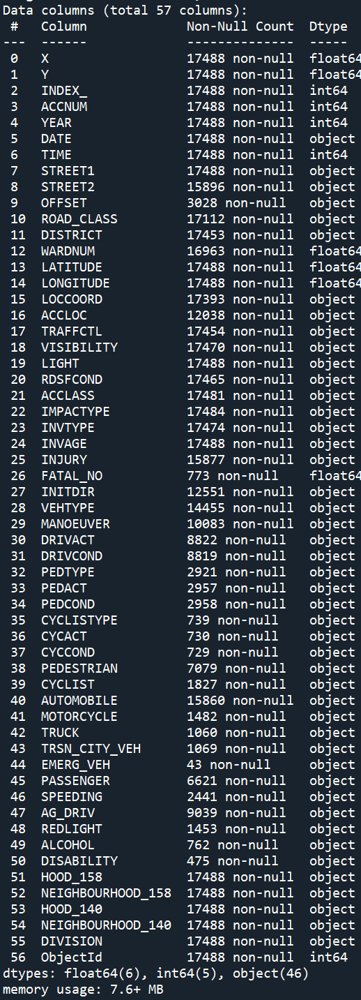 Data columns (total 57 columns):
 #   Column             Non-Null Count  Dtype
---  ------             --------------  -----
 0   X                  17488 non-null  float64
 1   Y                  17488 non-null  float64
 2   INDEX_             17488 non-null  int64
 3   ACCNUM             17488 non-null  int64
 4   YEAR               17488 non-null  int64
 5   DATE               17488 non-null  object
 6   TIME               17488 non-null  int64
 7   STREET1            17488 non-null  object
 8   STREET2            15896 non-null  object
 9   OFFSET             3028 non-null   object
 10  ROAD_CLASS         17112 non-null  object
 11  DISTRICT           17453 non-null  object
 12  WARDNUM            16963 non-null  float64
 13  LATITUDE           17488 non-null  float64
 14  LONGITUDE          17488 non-null  float64
 15  LOCCOORD           17393 non-null  object
 16  ACCLOC             12038 non-null  object
 17  TRAFFCTL           17454 non-null  object
 18  VISIBILITY         17470 non-null  object
 19  LIGHT              17488 non-null  object
 20  RDSFCOND           17465 non-null  object
 21  ACCLASS            17481 non-null  object
 22  IMPACTYPE          17484 non-null  object
 23  INVTYPE            17474 non-null  object
 24  INVAGE             17488 non-null  object
 25  INJURY             15877 non-null  object
 26  FATAL_NO           773 non-null    float64
 27  INITDIR            12551 non-null  object
 28  VEHTYPE            14455 non-null  object
 29  MANOEUVER          10083 non-null  object
 30  DRIVACT            8822 non-null   object
 31  DRIVCOND           8819 non-null   object
 32  PEDTYPE            2921 non-null   object
 33  PEDACT             2957 non-null   object
 34  PEDCOND            2958 non-null   object
 35  CYCLISTYPE         739 non-null    object
 36  CYCACT             730 non-null    object
 37  CYCCOND            729 non-null    object
 38  PEDESTRIAN         7079 non-null   object
 39  CYCLIST            1827 non-null   object
 40  AUTOMOBILE         15860 non-null  object
 41  MOTORCYCLE         1482 non-null   object
 42  TRUCK              1060 non-null   object
 43  TRSN_CITY_VEH      1069 non-null   object
 44  EMERG_VEH          43 non-null     object
 45  PASSENGER          6621 non-null   object
 46  SPEEDING           2441 non-null   object
 47  AG_DRIV            9039 non-null   object
 48  REDLIGHT           1453 non-null   object
 49  ALCOHOL            762 non-null    object
 50  DISABILITY         475 non-null    object
 51  HOOD_158           17488 non-null  object
 52  NEIGHBOURHOOD_158  17488 non-null  object
 53  HOOD_140           17488 non-null  object
 54  NEIGHBOURHOOD_140  17488 non-null  object
 55  DIVISION           17488 non-null  object
 56  ObjectId           17488 non-null  int64
dtypes: float64(6), int64(5), object(46)
memory usage: 7.6+ MB